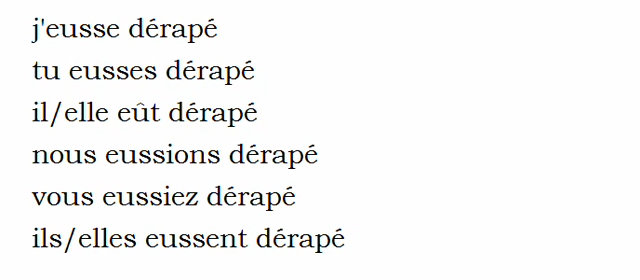 j'eusse dérapé
tu eusses dérapé
il/elle eût dérapé
nous eussions dérapé
vous eussiez dérapé
ils/elles eussent dérapé